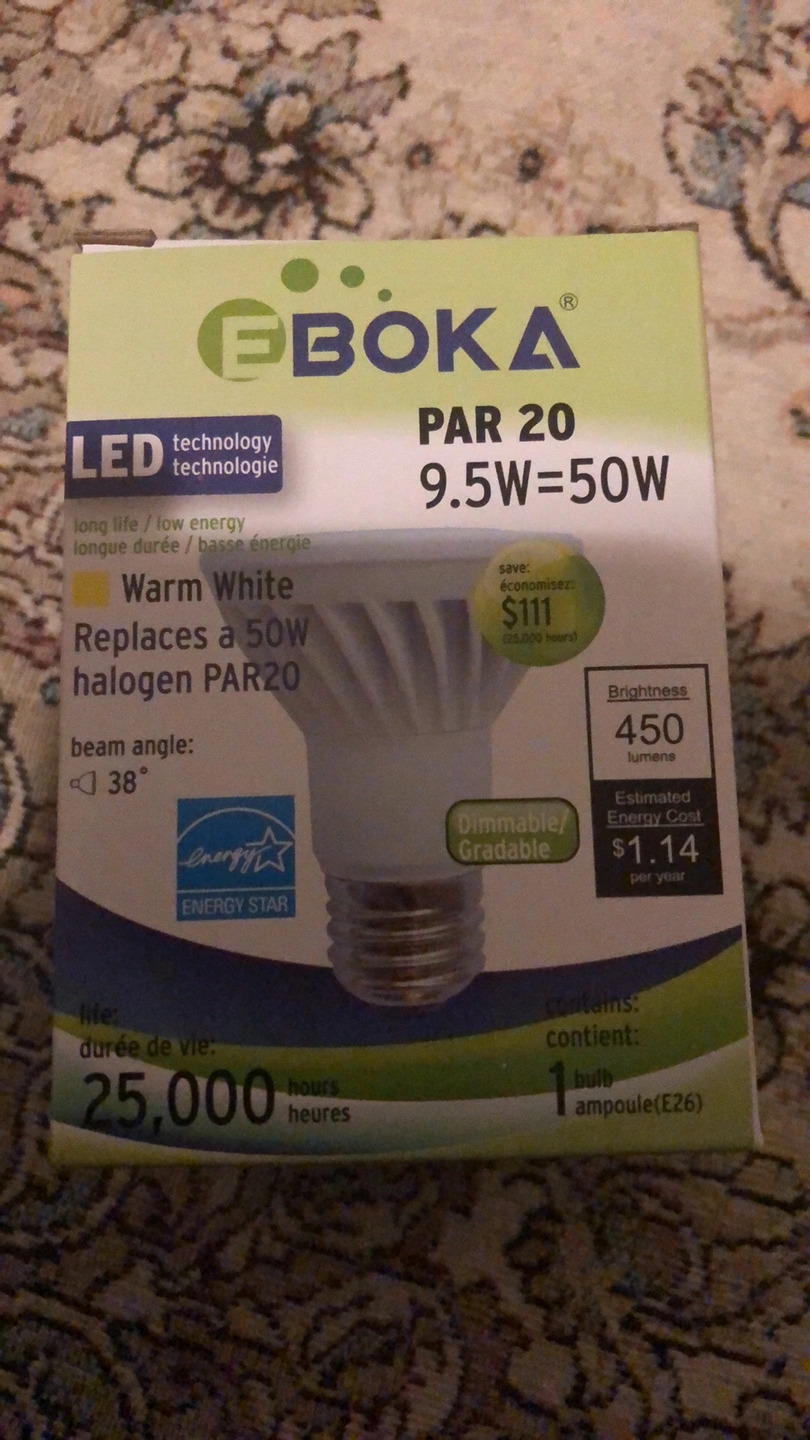 EBOKA®
PAR 20
9.5W=50W
LED technology
technologie
long life / low energy
longue durée / basse énergie
Warm White
Replaces a 50W
halogen PAR20
save:
économisez:
$111
(25,000 hours)
beam angle:
38°
Brightness
450
lumens
Estimated
Energy Cost
$1.14
per year
Dimmable/
Gradable
energy
ENERGY STAR
life:
durée de vie:
25,000 hours
heures
contains:
contient:
1 bulb
ampoule(E26)